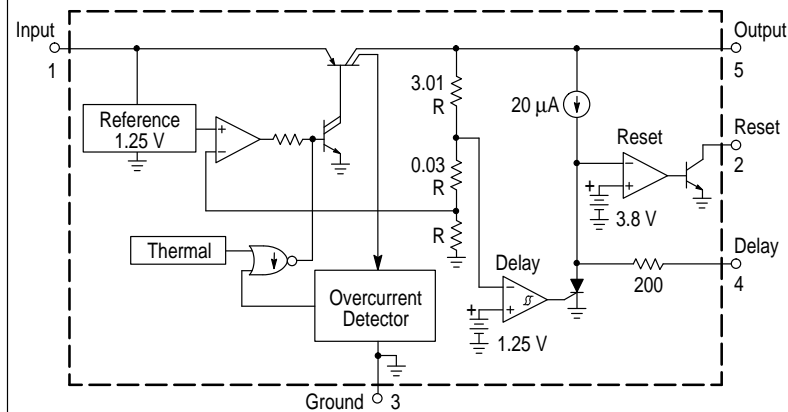 Input
1
Output
5
3.01
R
20 µA
Reference
1.25 V
+
−
Reset
Reset
2
−
+
+
3.8 V
0.03
R
R
Thermal
Delay
Delay
4
200
−
+
+
1.25 V
Overcurrent
Detector
Ground 3